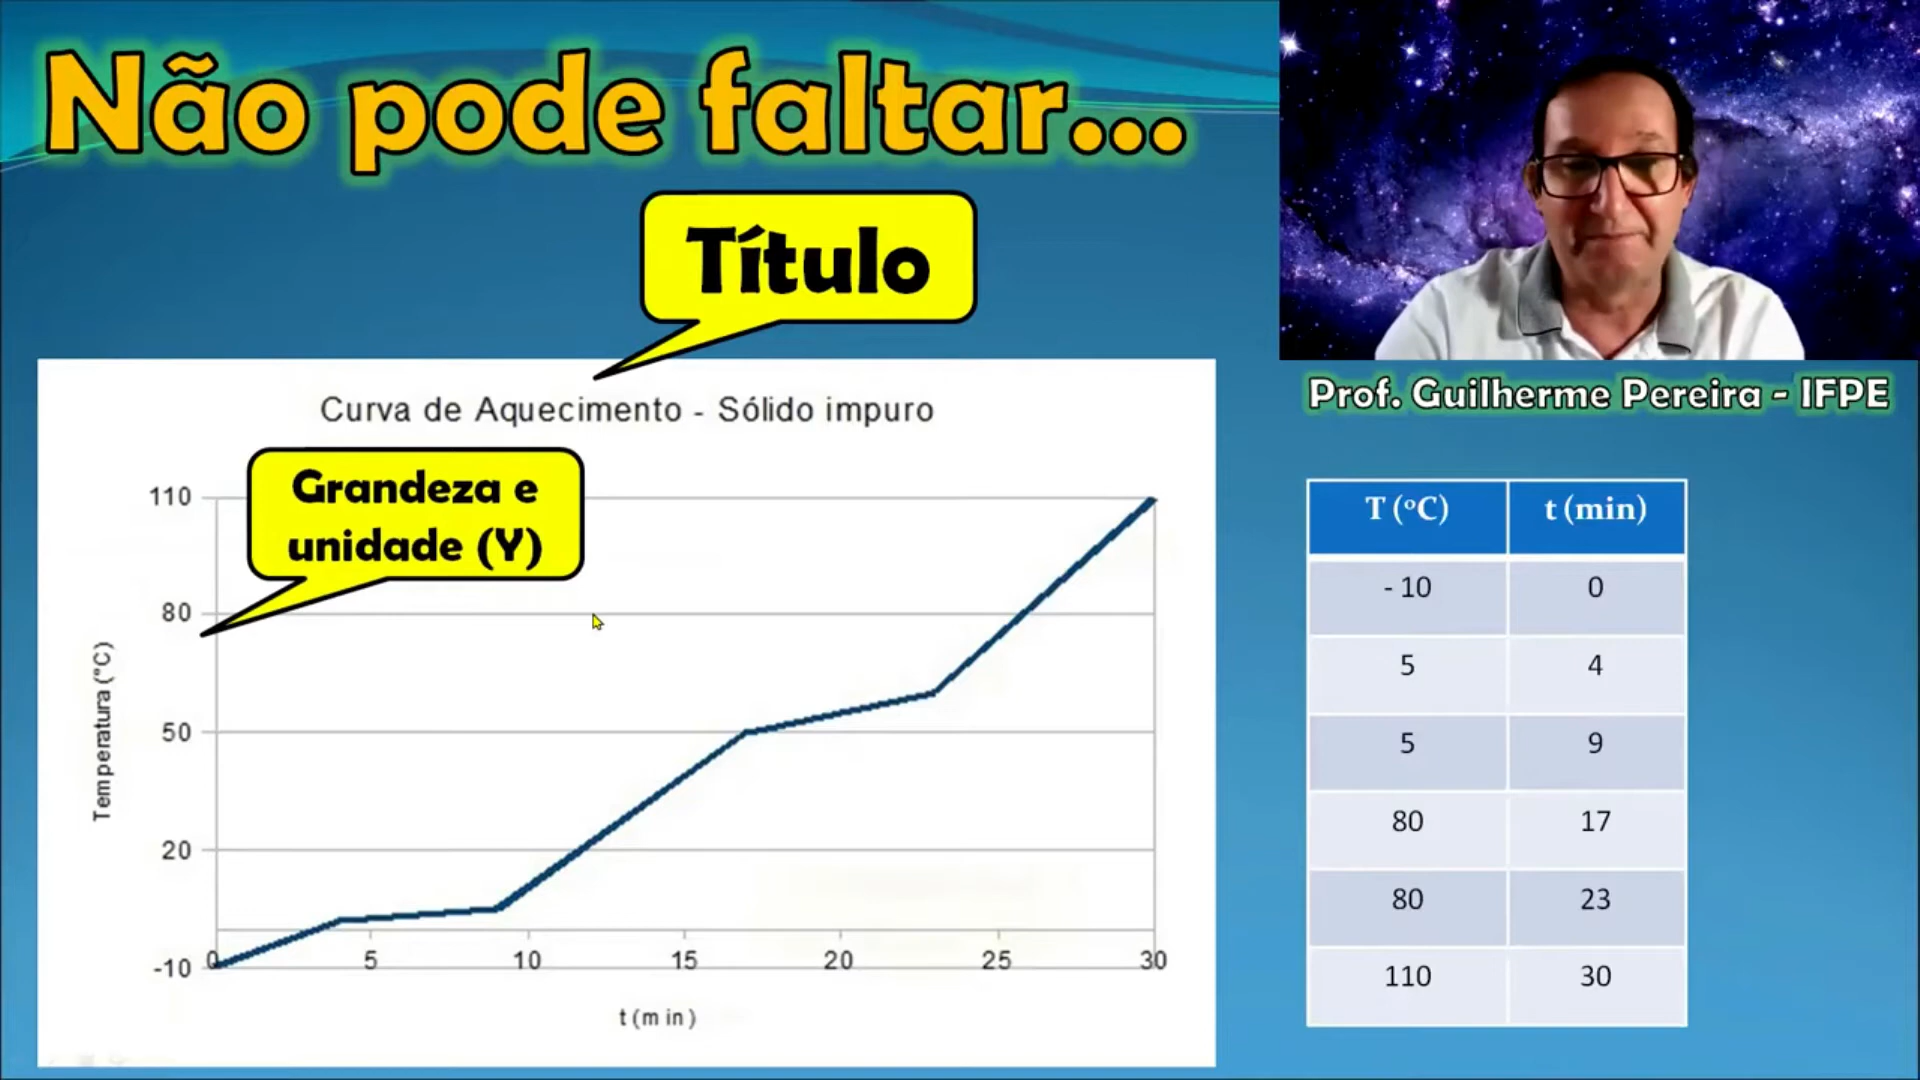 Não pode faltar...
Título
Prof. Guilherme Pereira - IFPE
Curva de Aquecimento - Sólido impuro
Grandeza e
unidade (Y)
110
80
50
20
-10
Temperatura (°C)
0 5 10 15 20 25 30
t (min)
T (°C) t (min)
- 10 0
5 4
5 9
80 17
80 23
110 30